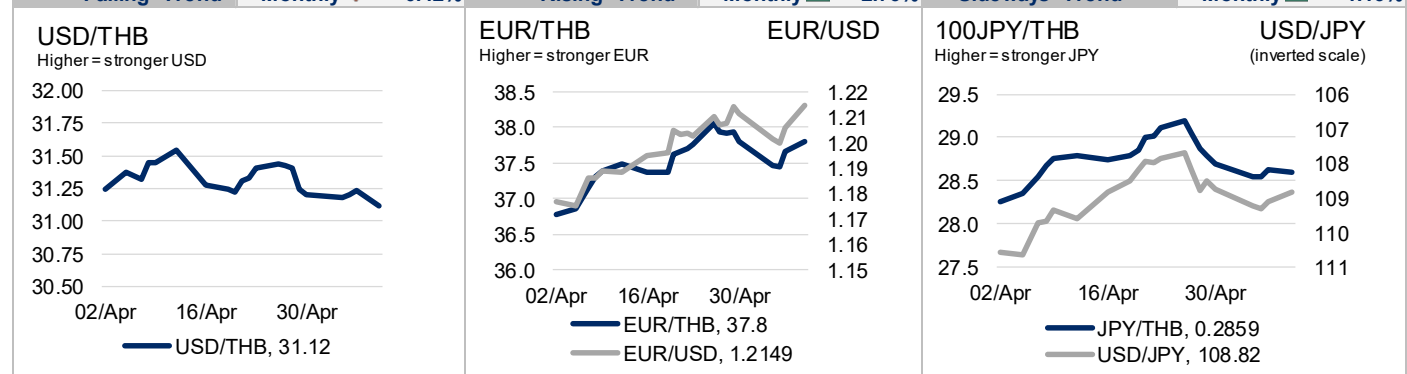 USD/THB
Higher = stronger USD
32.00
31.75
31.50
31.25
31.00
30.75
30.50
02/Apr 16/Apr 30/Apr
USD/THB, 31.12
EUR/THB EUR/USD
Higher = stronger EUR
38.5 1.22
38.0 1.21
37.5 1.20
37.0 1.19
36.5 1.18
36.0 1.17
1.16
1.15
02/Apr 16/Apr 30/Apr
EUR/THB, 37.8
EUR/USD, 1.2149
100JPY/THB USD/JPY
Higher = stronger JPY (inverted scale)
29.5 106
29.0 107
28.5 108
28.0 109
27.5 110
111
02/Apr 16/Apr 30/Apr
JPY/THB, 0.2859
USD/JPY, 108.82